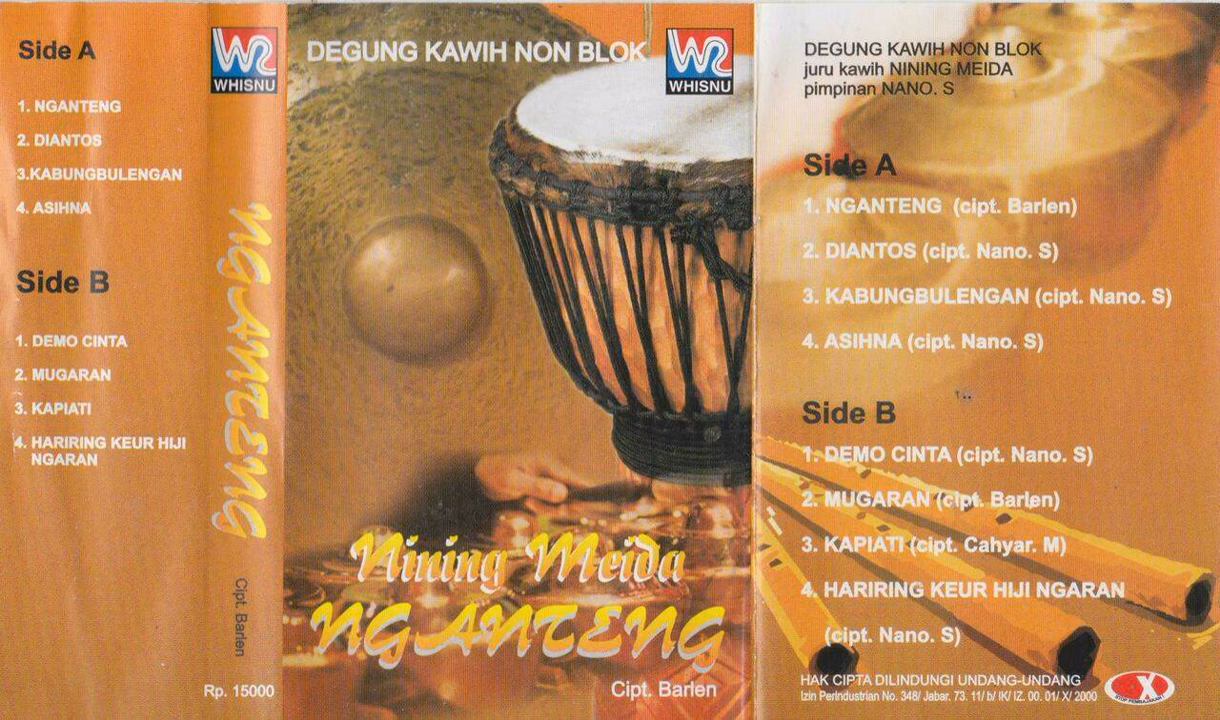 Side A
1. NGANTENG
2. DIANTOS
3.KABUNGBULENGAN
4. ASIHNA
Side B
1. DEMO CINTA
2. MUGARAN
3. KAPIATI
4. HARIRING KEUR HIJI
NGARAN
WHISNU
NGANTENG
Cipt. Barlen
Rp. 15000
DEGUNG KAWIH NON BLOK
WHISNU
Nining Meida
NGANTENG
Cipt. Barlen
DEGUNG KAWIH NON BLOK
juru kawih NINING MEIDA
pimpinan NANO. S
Side A
1. NGANTENG (cipt. Barlen)
2. DIANTOS (cipt. Nano. S)
3. KABUNGBULENGAN (cipt. Nano. S)
4. ASIHNA (cipt. Nano. S)
Side B
1. DEMO CINTA (cipt. Nano. S)
2. MUGARAN (cipt. Barlen)
3. KAPIATI (cipt. Cahyar. M)
4. HARIRING KEUR HIJI NGARAN
(cipt. Nano. S)
HAK CIPTA DILINDUNGI UNDANG-UNDANG
Izin Perindustrian No. 348/ Jabar. 73. 11/ b/ IK/ IZ. 00. 01/ X/ 2000
X